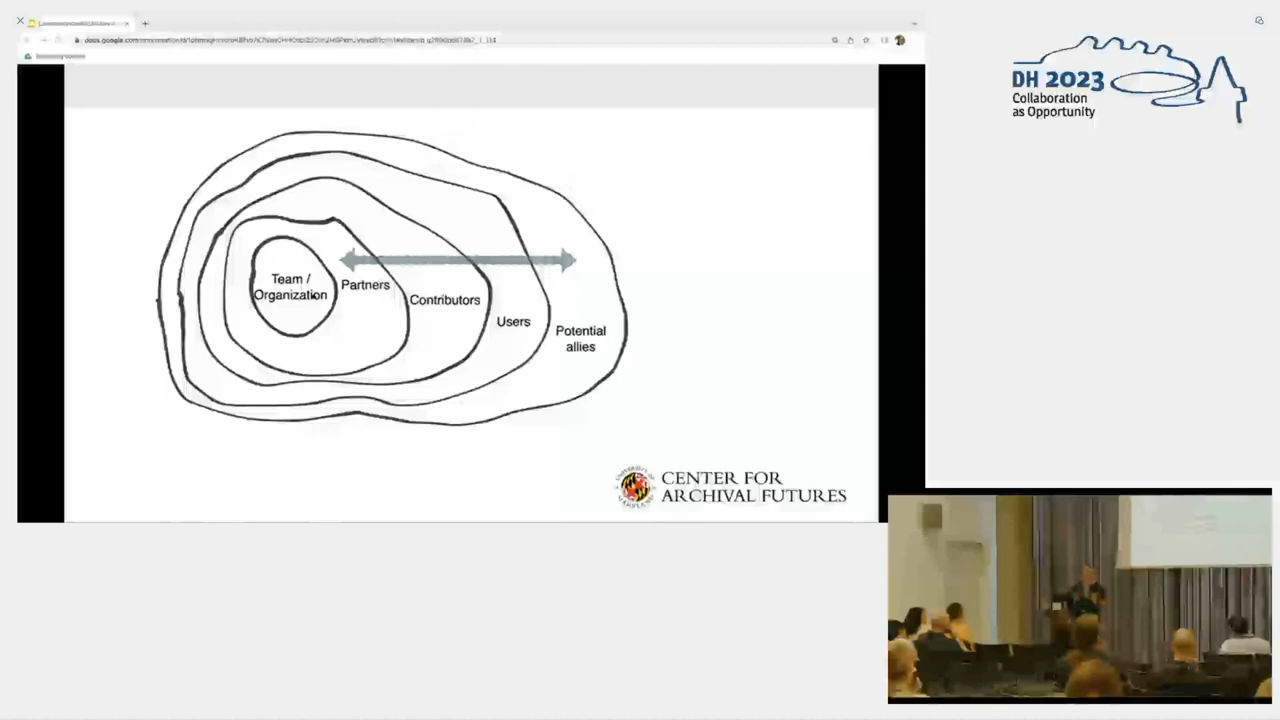 DH 2023
Collaboration
as Opportunity
Team /
Organization
Partners
Contributors
Users
Potential
allies
CENTER FOR
ARCHIVAL FUTURES